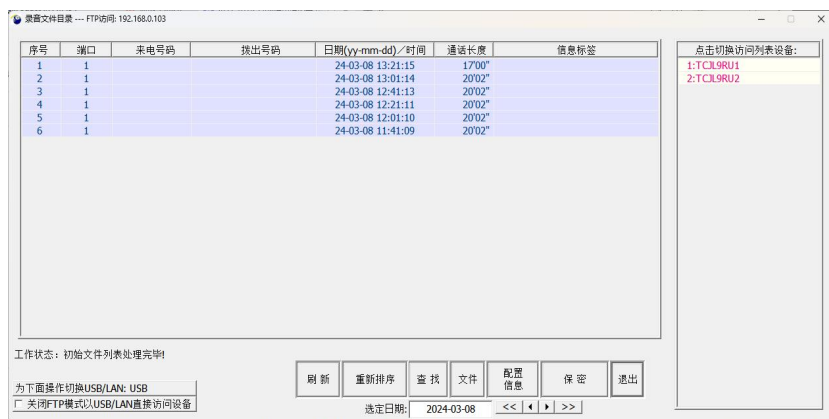 录音文件目录 --- FTP访问: 192.168.0.103
序号 端口 来电号码 拨出号码 日期(yy-mm-dd)／时间 通话长度 信息标签
1 1 24-03-08 13:21:15 17'00"
2 1 24-03-08 13:01:14 20'02"
3 1 24-03-08 12:41:13 20'02"
4 1 24-03-08 12:21:11 20'02"
5 1 24-03-08 12:01:10 20'02"
6 1 24-03-08 11:41:09 20'02"
点击切换访问列表设备:
1:TCJL9RU1
2:TCJL9RU2
工作状态：初始文件列表处理完毕!
为下面操作切换USB/LAN: USB
关闭FTP模式以USB/LAN直接访问设备
刷 新 重新排序 查 找 文件 配置信息 保 密 退出
选定日期: 2024-03-08 << >>